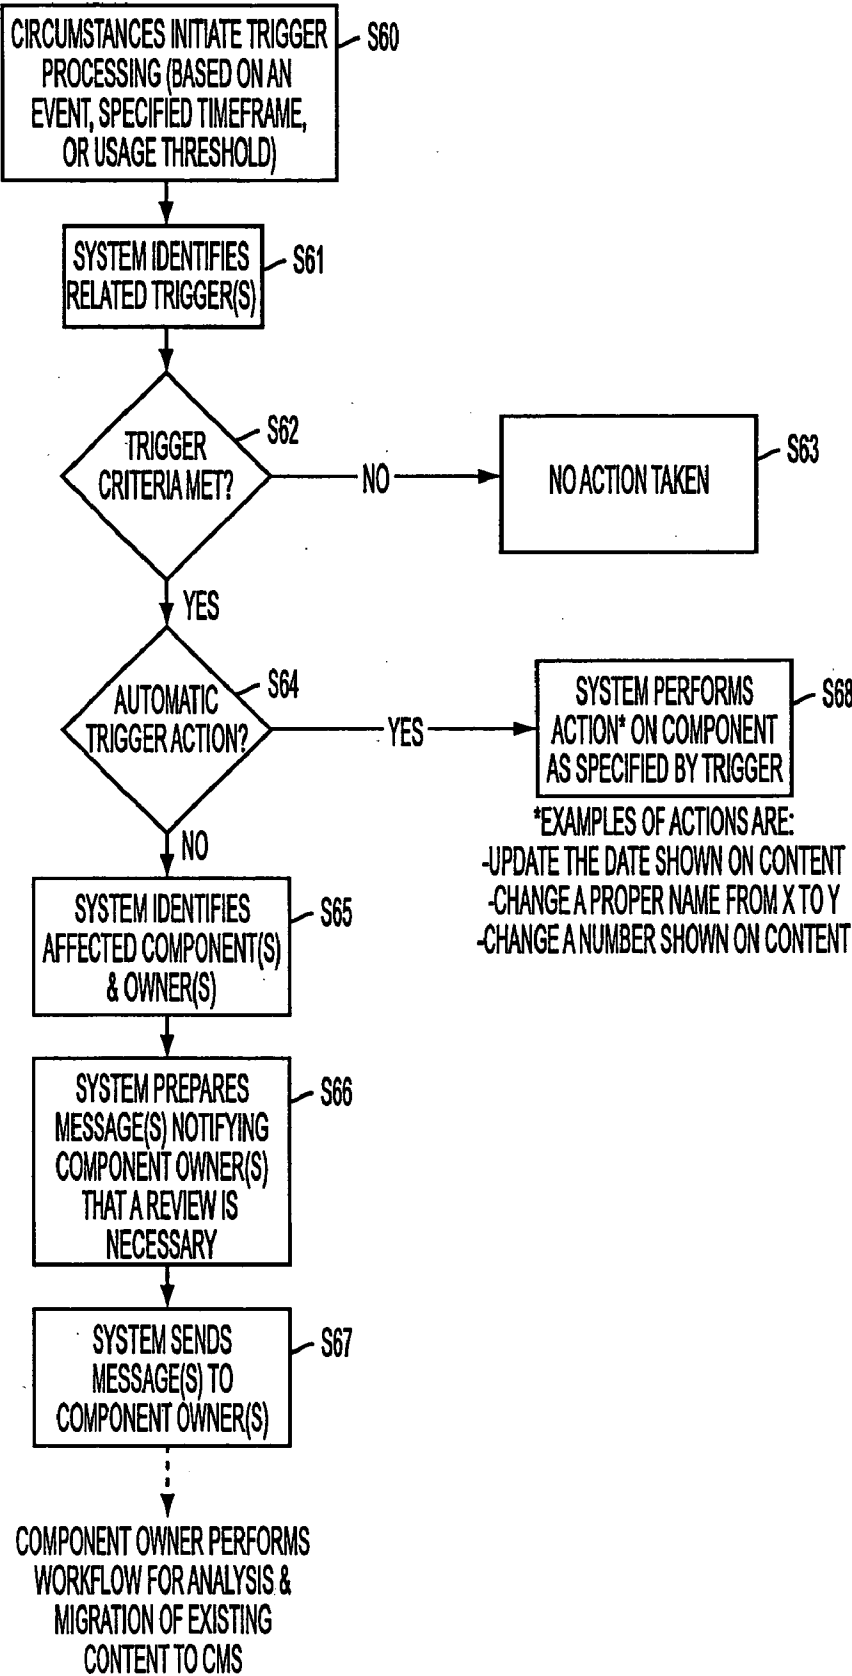 CIRCUMSTANCES INITIATE TRIGGER
PROCESSING (BASED ON AN
EVENT, SPECIFIED TIMEFRAME,
OR USAGE THRESHOLD)
S60
SYSTEM IDENTIFIES
RELATED TRIGGER(S)
S61
TRIGGER
CRITERIA MET?
S62
NO
NO ACTION TAKEN
S63
YES
AUTOMATIC
TRIGGER ACTION?
S64
YES
SYSTEM PERFORMS
ACTION* ON COMPONENT
AS SPECIFIED BY TRIGGER
S68
*EXAMPLES OF ACTIONS ARE:
-UPDATE THE DATE SHOWN ON CONTENT
-CHANGE A PROPER NAME FROM X TO Y
-CHANGE A NUMBER SHOWN ON CONTENT
NO
SYSTEM IDENTIFIES
AFFECTED COMPONENT(S)
& OWNER(S)
S65
SYSTEM PREPARES
MESSAGE(S) NOTIFYING
COMPONENT OWNER(S)
THAT A REVIEW IS
NECESSARY
S66
SYSTEM SENDS
MESSAGE(S) TO
COMPONENT OWNER(S)
S67
COMPONENT OWNER PERFORMS
WORKFLOW FOR ANALYSIS &
MIGRATION OF EXISTING
CONTENT TO CMS